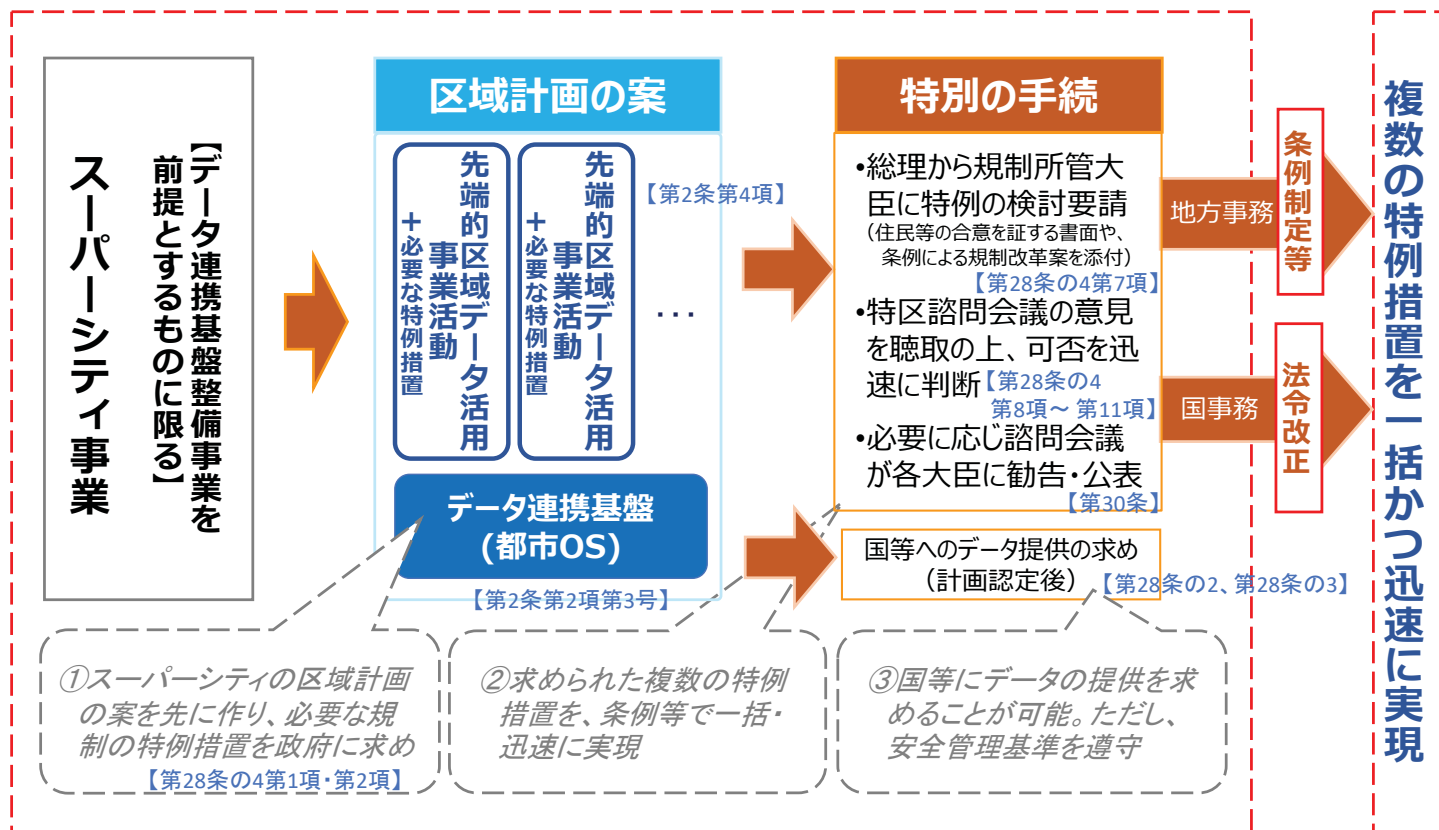 【データ連携基盤整備事業を
前提とするものに限る】
スーパーシティ事業
区域計画の案
先端的区域データ活用
事業活動
＋必要な特例措置
先端的区域データ活用
事業活動
＋必要な特例措置
【第2条第4項】
･･･
データ連携基盤
(都市OS)
【第2条第2項第3号】
特別の手続
•総理から規制所管大
臣に特例の検討要請
（住民等の合意を証する書面や、
条例による規制改革案を添付）
【第28条の4第7項】
•特区諮問会議の意見
を聴取の上、可否を迅
速に判断【第28条の4
第8項～ 第11項】
•必要に応じ諮問会議
が各大臣に勧告・公表
【第30条】
国等へのデータ提供の求め
（計画認定後）
【第28条の2、第28条の3】
地方事務
条例制定等
国事務
法令改正
複数の特例措置を一括かつ迅速に実現
①スーパーシティの区域計画
の案を先に作り、必要な規
制の特例措置を政府に求め
【第28条の4第1項・第2項】
②求められた複数の特例
措置を、条例等で一括・
迅速に実現
③国等にデータの提供を求
めることが可能。ただし、
安全管理基準を遵守